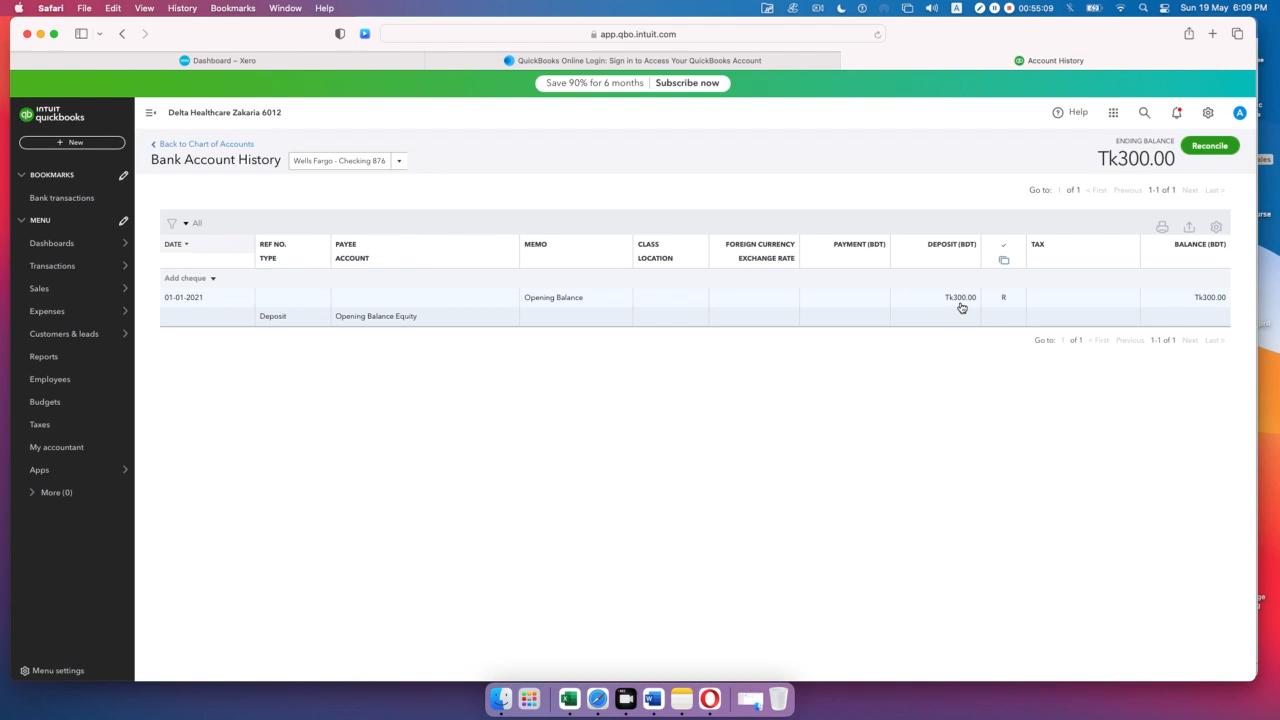 Safari File Edit View History Bookmarks Window Help 00:55:09 A Sun 19 May 6:09 PM
app.qbo.intuit.com
Dashboard – Xero QuickBooks Online Login: Sign in to Access Your QuickBooks Account Account History
Save 90% for 6 months Subscribe now
INTUIT
quickbooks
Delta Healthcare Zakaria 6012 Help A
+ New
Back to Chart of Accounts
Bank Account History Wells Fargo - Checking 876
ENDING BALANCE
Tk300.00 Reconcile
Go to: 1 of 1 < First Previous 1-1 of 1 Next Last >
BOOKMARKS
Bank transactions
MENU
Dashboards
Transactions
Sales
Expenses
Customers & leads
Reports
Employees
Budgets
Taxes
My accountant
Apps
More (0)
Menu settings
All
DATE REF NO. PAYEE MEMO CLASS FOREIGN CURRENCY PAYMENT (BDT) DEPOSIT (BDT) ✓ TAX BALANCE (BDT)
TYPE ACCOUNT LOCATION EXCHANGE RATE
Add cheque
01-01-2021 Opening Balance Tk300.00 R Tk300.00
Deposit Opening Balance Equity
Go to: 1 of 1 < First Previous 1-1 of 1 Next Last >